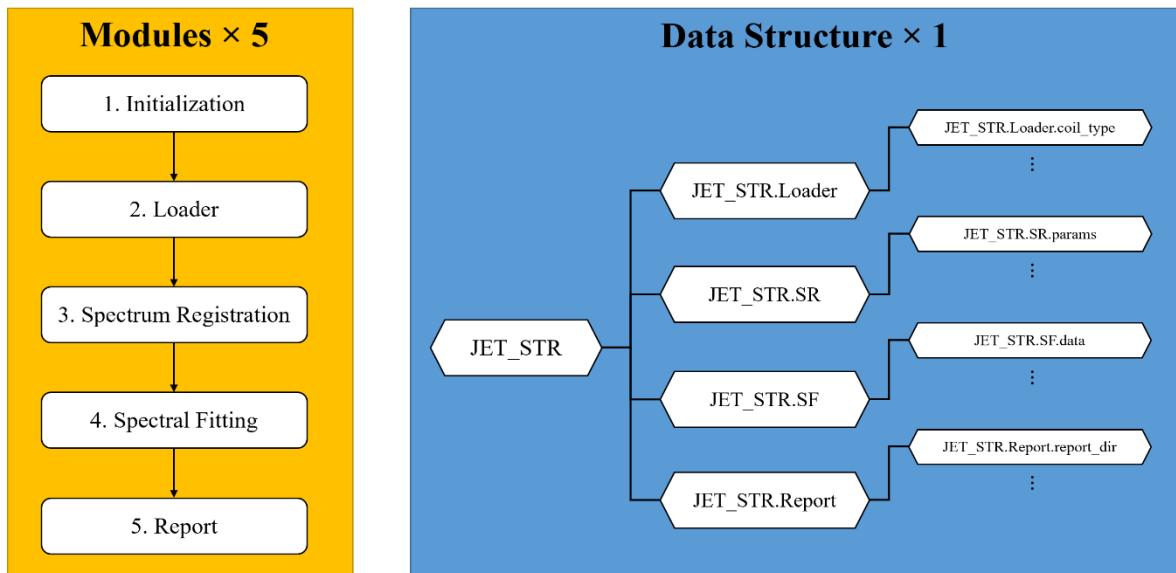 Modules × 5
1. Initialization
2. Loader
3. Spectrum Registration
4. Spectral Fitting
5. Report
Data Structure × 1
JET_STR
JET_STR.Loader
JET_STR.SR
JET_STR.SF
JET_STR.Report
JET_STR.Loader.coil_type
⋮
JET_STR.SR.params
⋮
JET_STR.SF.data
⋮
JET_STR.Report.report_dir
⋮